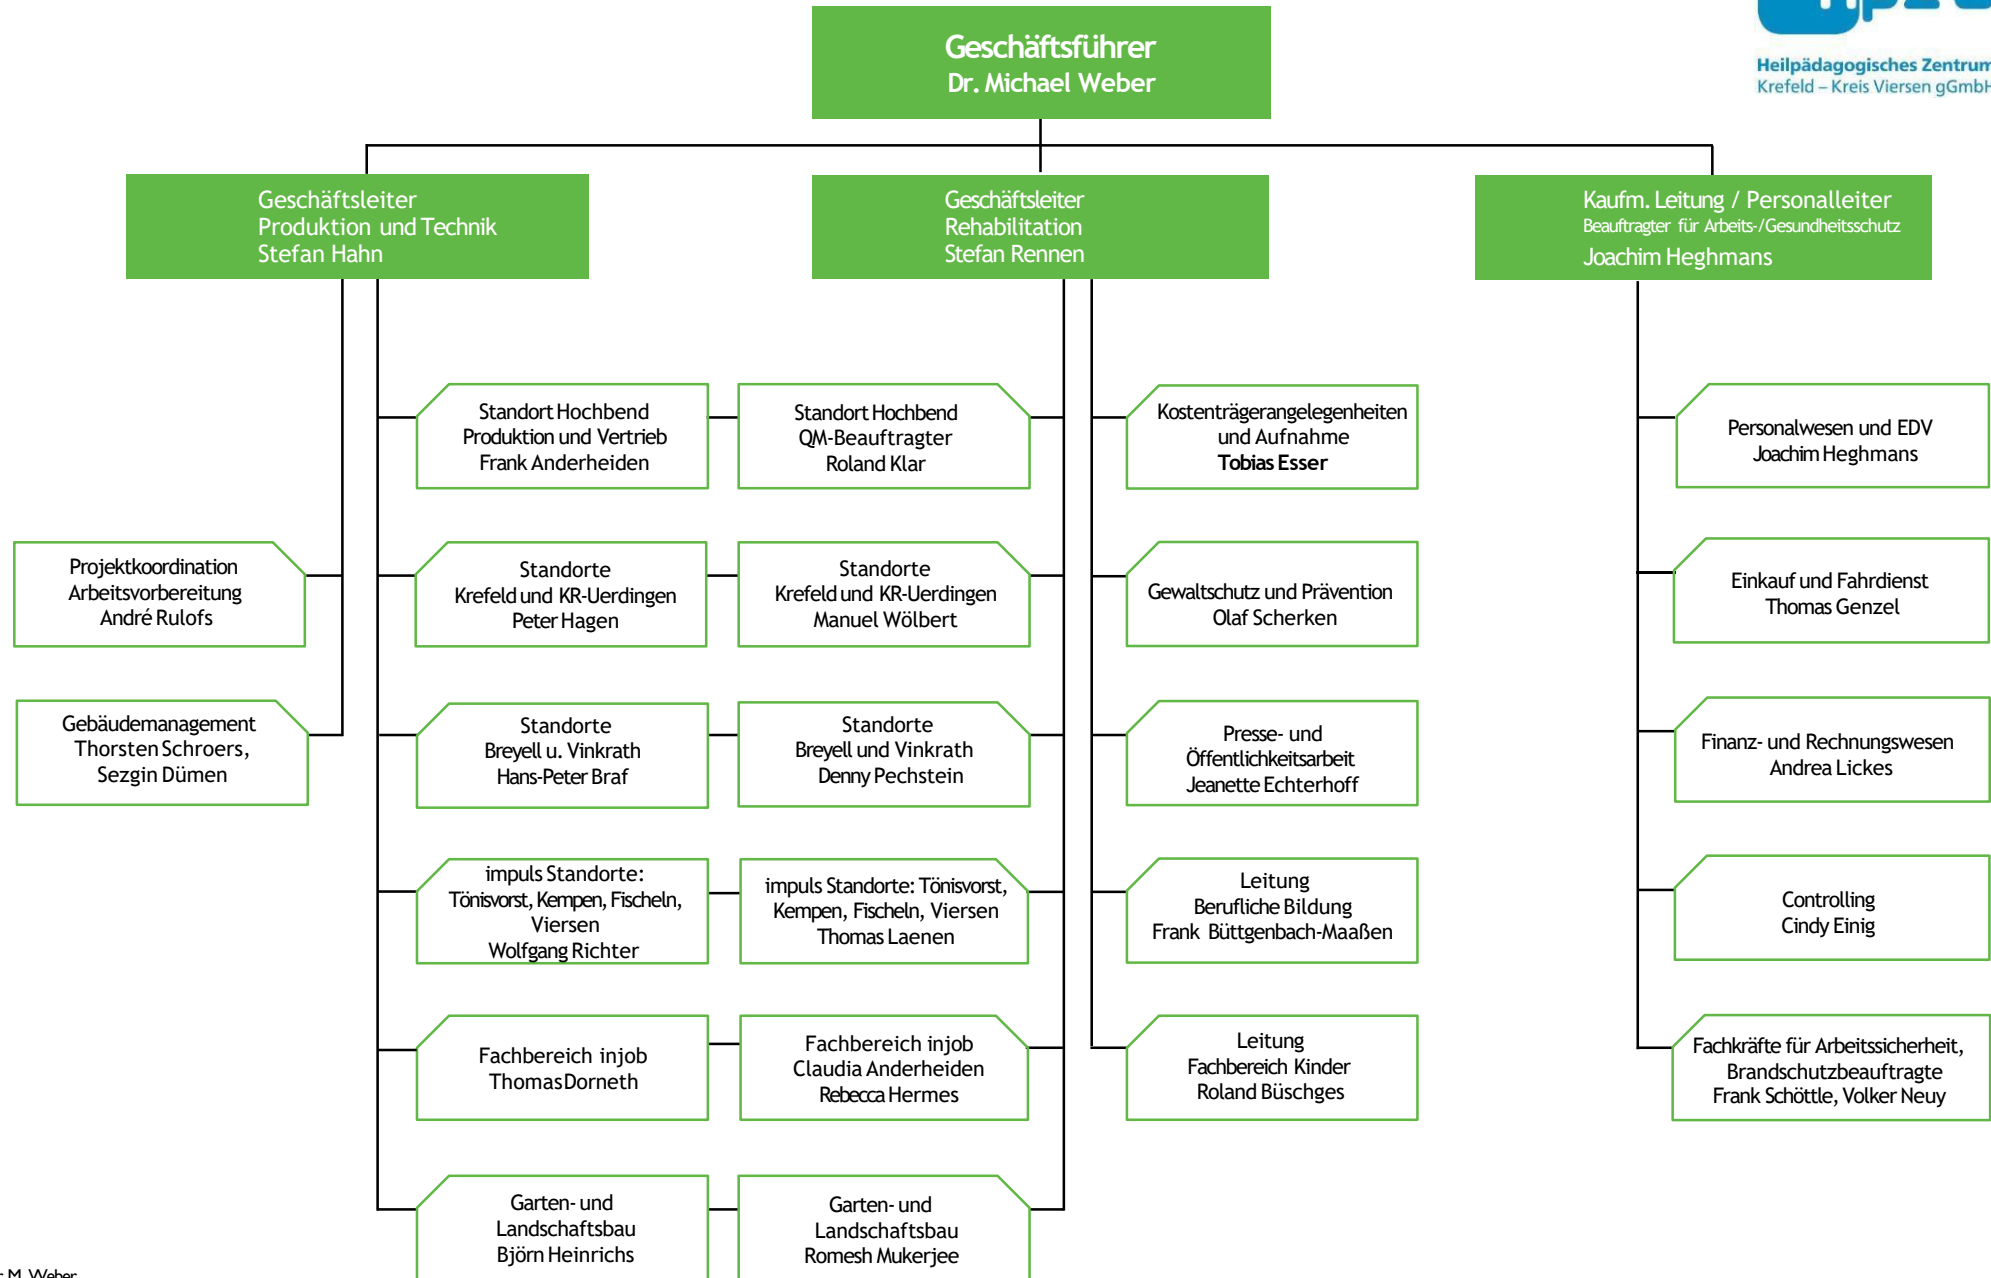 Geschäftsführer
Dr. Michael Weber
Heilpädagogisches Zentrum
Krefeld – Kreis Viersen gGmbH
Geschäftsleiter
Produktion und Technik
Stefan Hahn
Geschäftsleiter
Rehabilitation
Stefan Rennen
Kaufm. Leitung / Personalleiter
Beauftragter für Arbeits-/Gesundheitsschutz
Joachim Heghmans
Standort Hochbend
Produktion und Vertrieb
Frank Anderheiden
Standort Hochbend
QM-Beauftragter
Roland Klar
Kostenträgerangelegenheiten
und Aufnahme
Tobias Esser
Personalwesen und EDV
Joachim Heghmans
Projektkoordination
Arbeitsvorbereitung
André Rulofs
Standorte
Krefeld und KR-Uerdingen
Peter Hagen
Standorte
Krefeld und KR-Uerdingen
Manuel Wölbert
Gewaltschutz und Prävention
Olaf Scherken
Einkauf und Fahrdienst
Thomas Genzel
Gebäudemanagement
Thorsten Schroers,
Sezgin Dümen
Standorte
Breyell u. Vinkrath
Hans-Peter Braf
Standorte
Breyell und Vinkrath
Denny Pechstein
Presse- und
Öffentlichkeitsarbeit
Jeanette Echterhoff
Finanz- und Rechnungswesen
Andrea Lickes
impuls Standorte:
Tönisvorst, Kempen, Fischeln,
Viersen
Wolfgang Richter
impuls Standorte: Tönisvorst,
Kempen, Fischeln, Viersen
Thomas Laenen
Leitung
Berufliche Bildung
Frank Büttgenbach-Maaßen
Controlling
Cindy Einig
Fachbereich injob
Thomas Dorneth
Fachbereich injob
Claudia Anderheiden
Rebecca Hermes
Leitung
Fachbereich Kinder
Roland Büschges
Fachkräfte für Arbeitssicherheit,
Brandschutzbeauftragte
Frank Schöttle, Volker Neuy
Garten- und
Landschaftsbau
Björn Heinrichs
Garten- und
Landschaftsbau
Romesh Mukerjee
M. Weber